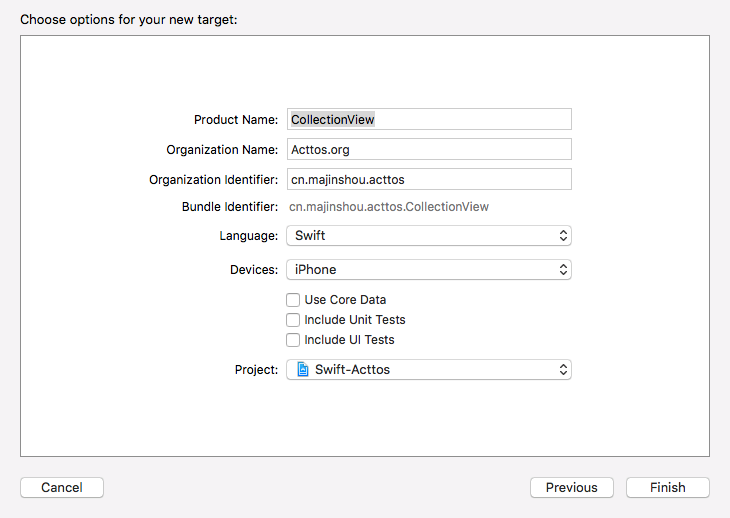 Choose options for your new target:
Product Name: CollectionView
Organization Name: Acttos.org
Organization Identifier: cn.majinshou.acttos
Bundle Identifier: cn.majinshou.acttos.CollectionView
Language: Swift
Devices: iPhone
Use Core Data
Include Unit Tests
Include UI Tests
Project: Swift-Acttos
Cancel Previous Finish